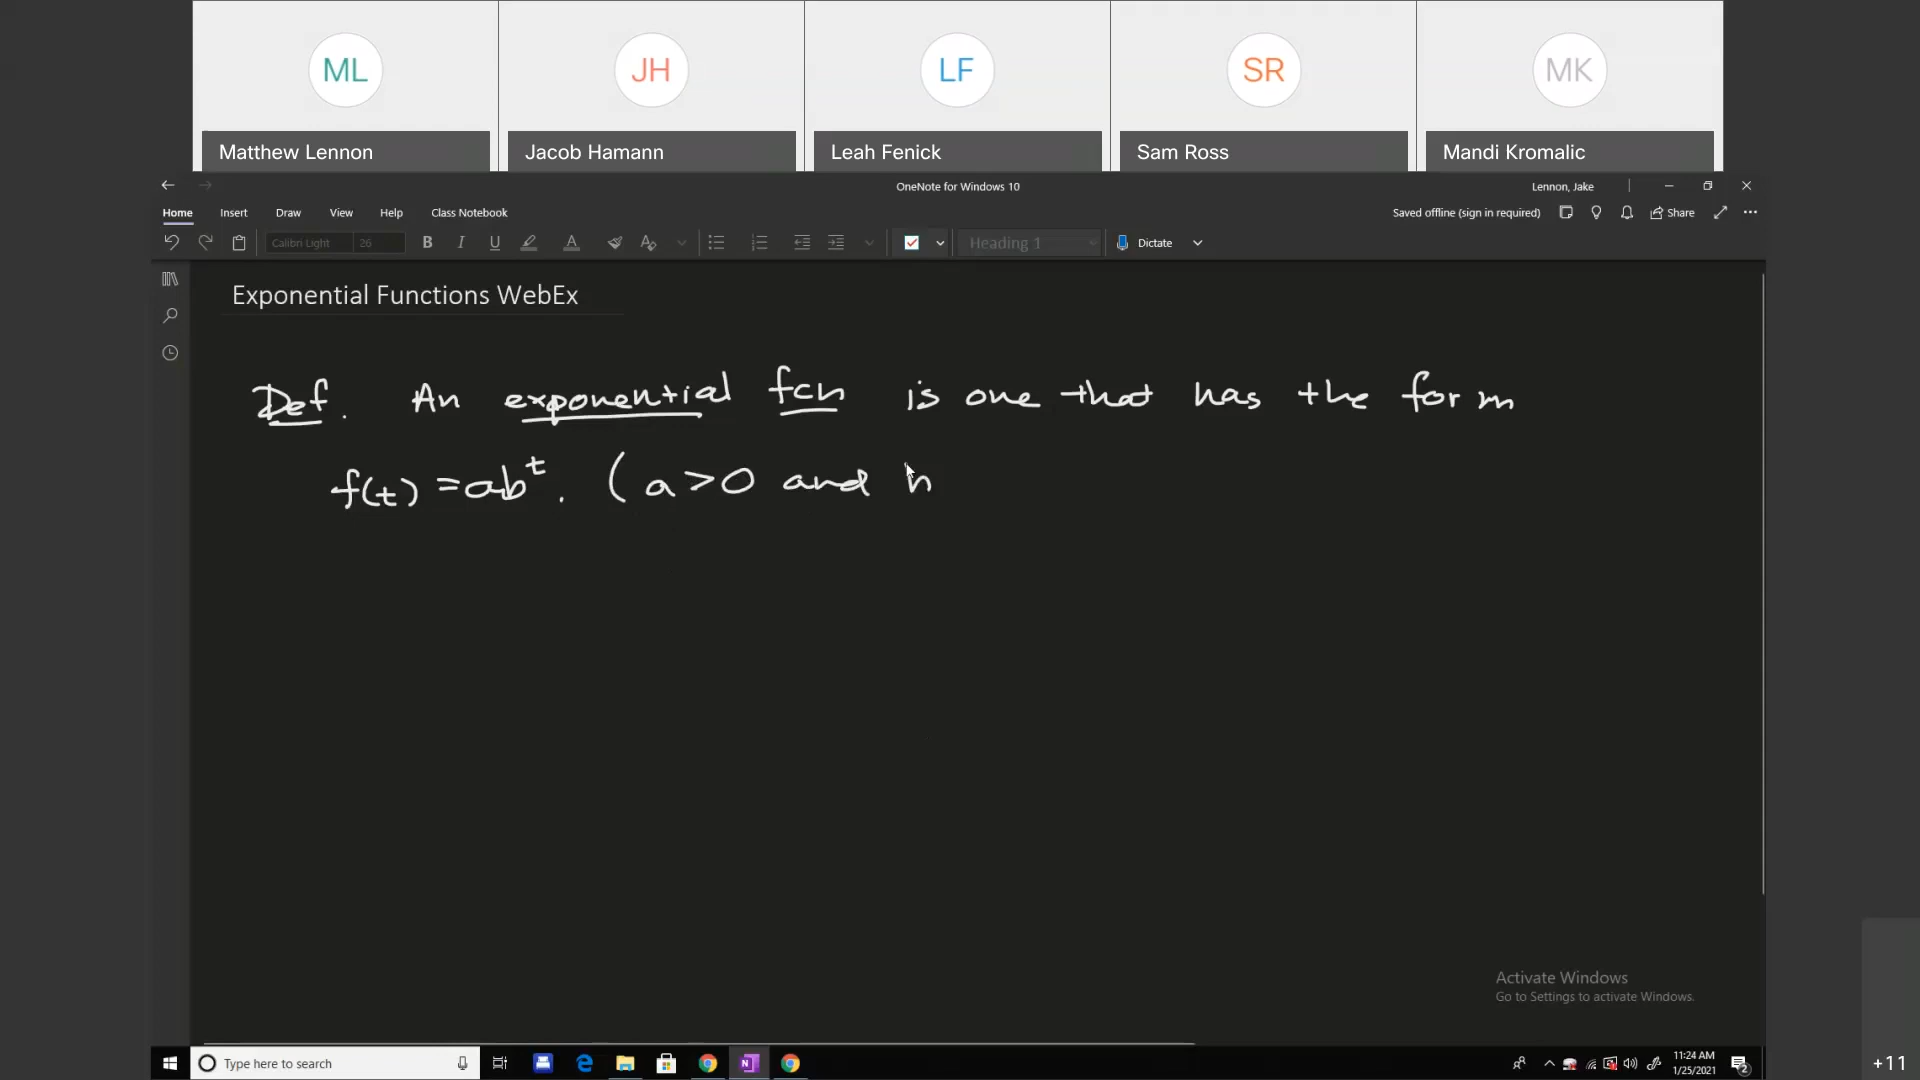 ML JH LF SR MK
Matthew Lennon Jacob Hamann Leah Fenick Sam Ross Mandi Kromalic
OneNote for Windows 10 Lennon, Jake
Home Insert Draw View Help Class Notebook Saved offline (sign in required) Share
Calibri Light 26 B I U A A Heading 1 Dictate
Exponential Functions WebEx
Def. An exponential fcn is one that has the form
f(t) = ab^t. (a > 0 and
Activate Windows
Go to Settings to activate Windows.
Type here to search 11:24 AM
1/25/2021 2
+11